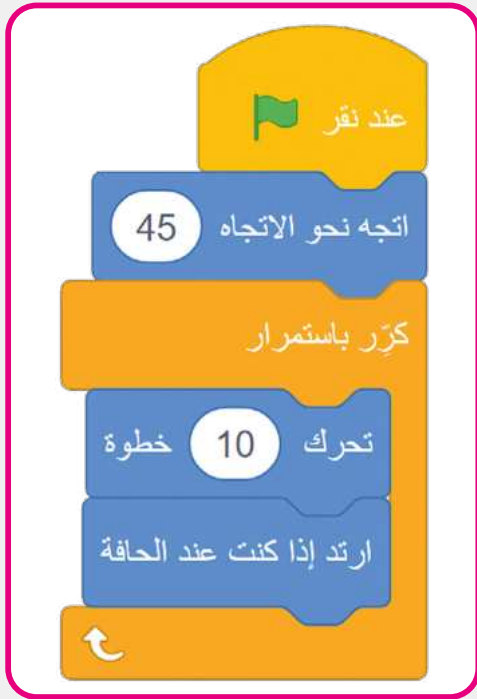 عند نقر
اتجه نحو الاتجاه 45
كرِّر باستمرار
تحرك 10 خطوة
ارتد إذا كنت عند الحافة